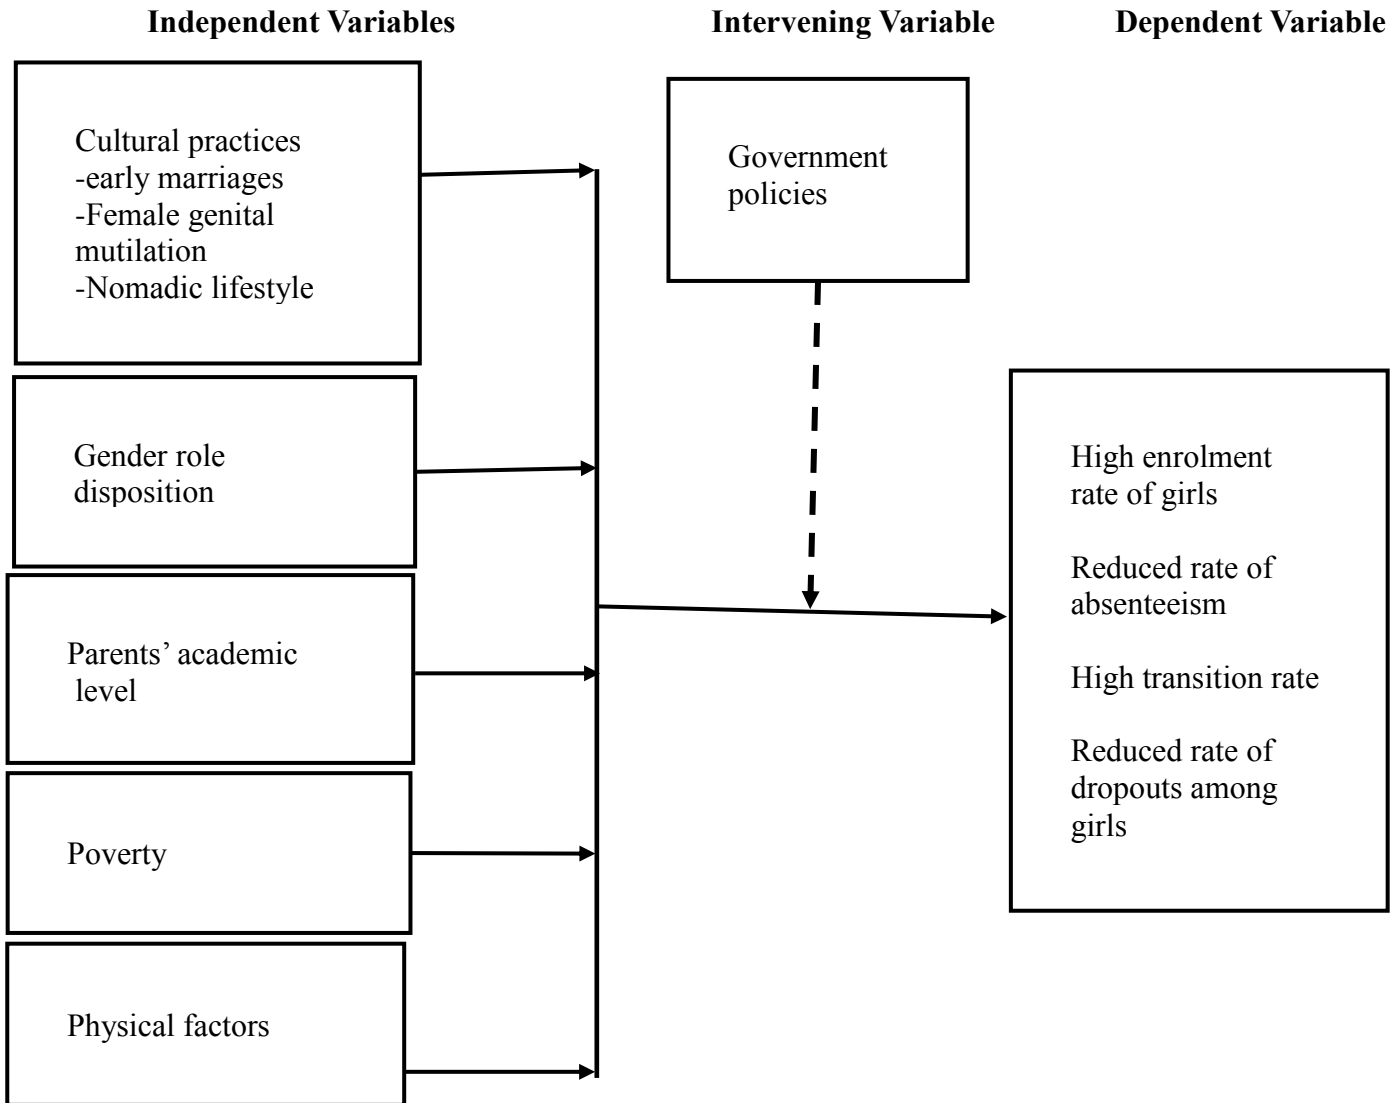 Independent Variables
Intervening Variable
Dependent Variable
Cultural practices
-early marriages
-Female genital
mutilation
-Nomadic lifestyle
Gender role
disposition
Parents’ academic
level
Poverty
Physical factors
Government
policies
High enrolment
rate of girls
Reduced rate of
absenteeism
High transition rate
Reduced rate of
dropouts among
girls